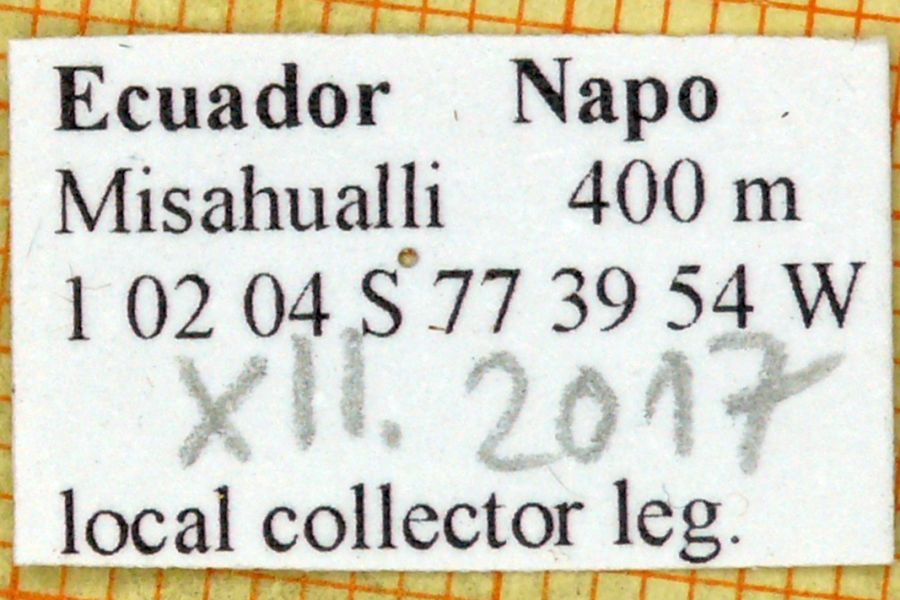 Ecuador Napo
Misahualli 400 m
1 02 04 S 77 39 54 W
XII. 2017
local collector leg.